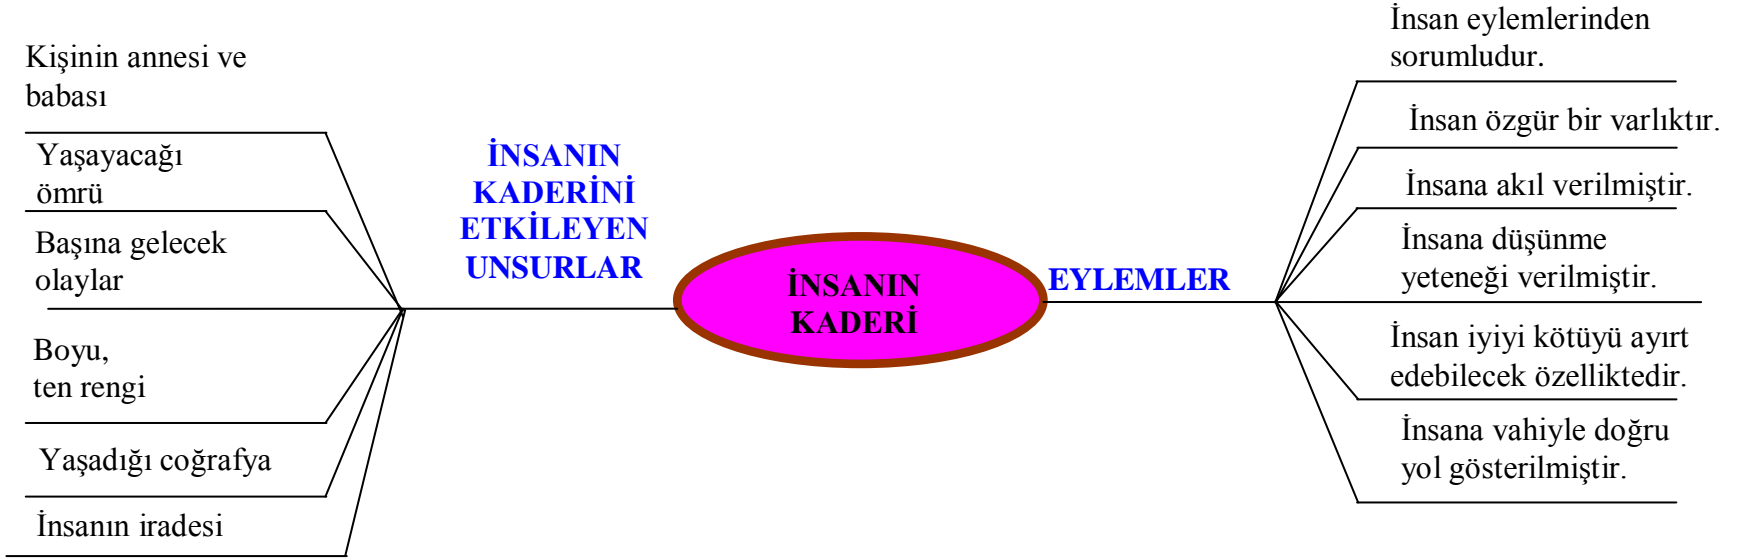 Kişinin annesi ve
babası
Yaşayacağı
ömrü
Başına gelecek
olaylar
Boyu,
ten rengi
Yaşadığı coğrafya
İnsanın iradesi
İNSANIN
KADERİNİ
ETKİLEYEN
UNSURLAR
İNSANIN
KADERİ
EYLEMLER
İnsan eylemlerinden
sorumludur.
İnsan özgür bir varlıktır.
İnsana akıl verilmiştir.
İnsana düşünme
yeteneği verilmiştir.
İnsan iyiyi kötüyü ayırt
edebilecek özelliktedir.
İnsana vahiyle doğru
yol gösterilmiştir.